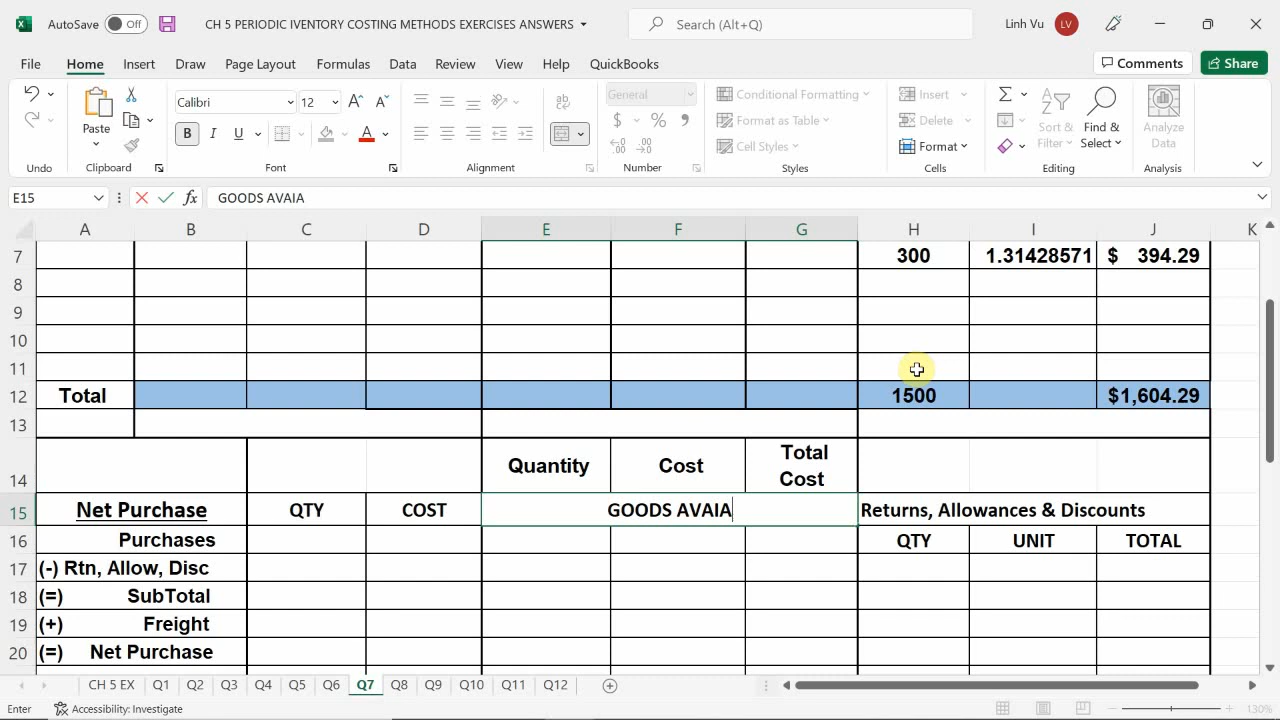 AutoSave Off CH 5 PERIODIC IVENTORY COSTING METHODS EXERCISES ANSWERS Search (Alt+Q) Linh Vu LV
File Home Insert Draw Page Layout Formulas Data Review View Help QuickBooks Comments Share
Calibri 12 General Conditional Formatting Insert
Paste B I U $ % Format as Table Delete Sort & Filter Find & Select Analyze Data
Cell Styles Format
Undo Clipboard Font Alignment Number Styles Cells Editing Analysis
E15 fx GOODS AVAIA
A B C D E F G H I J K
7 300 1.31428571 $ 394.29
8
9
10
11
12 Total 1500 $1,604.29
13
14 Quantity Cost Total Cost
15 Net Purchase QTY COST GOODS AVAIA Returns, Allowances & Discounts
16 Purchases QTY UNIT TOTAL
17 (-) Rtn, Allow, Disc
18 (=) SubTotal
19 (+) Freight
20 (=) Net Purchase
CH 5 EX Q1 Q2 Q3 Q4 Q5 Q6 Q7 Q8 Q9 Q10 Q11 Q12
Enter Accessibility: Investigate 130%